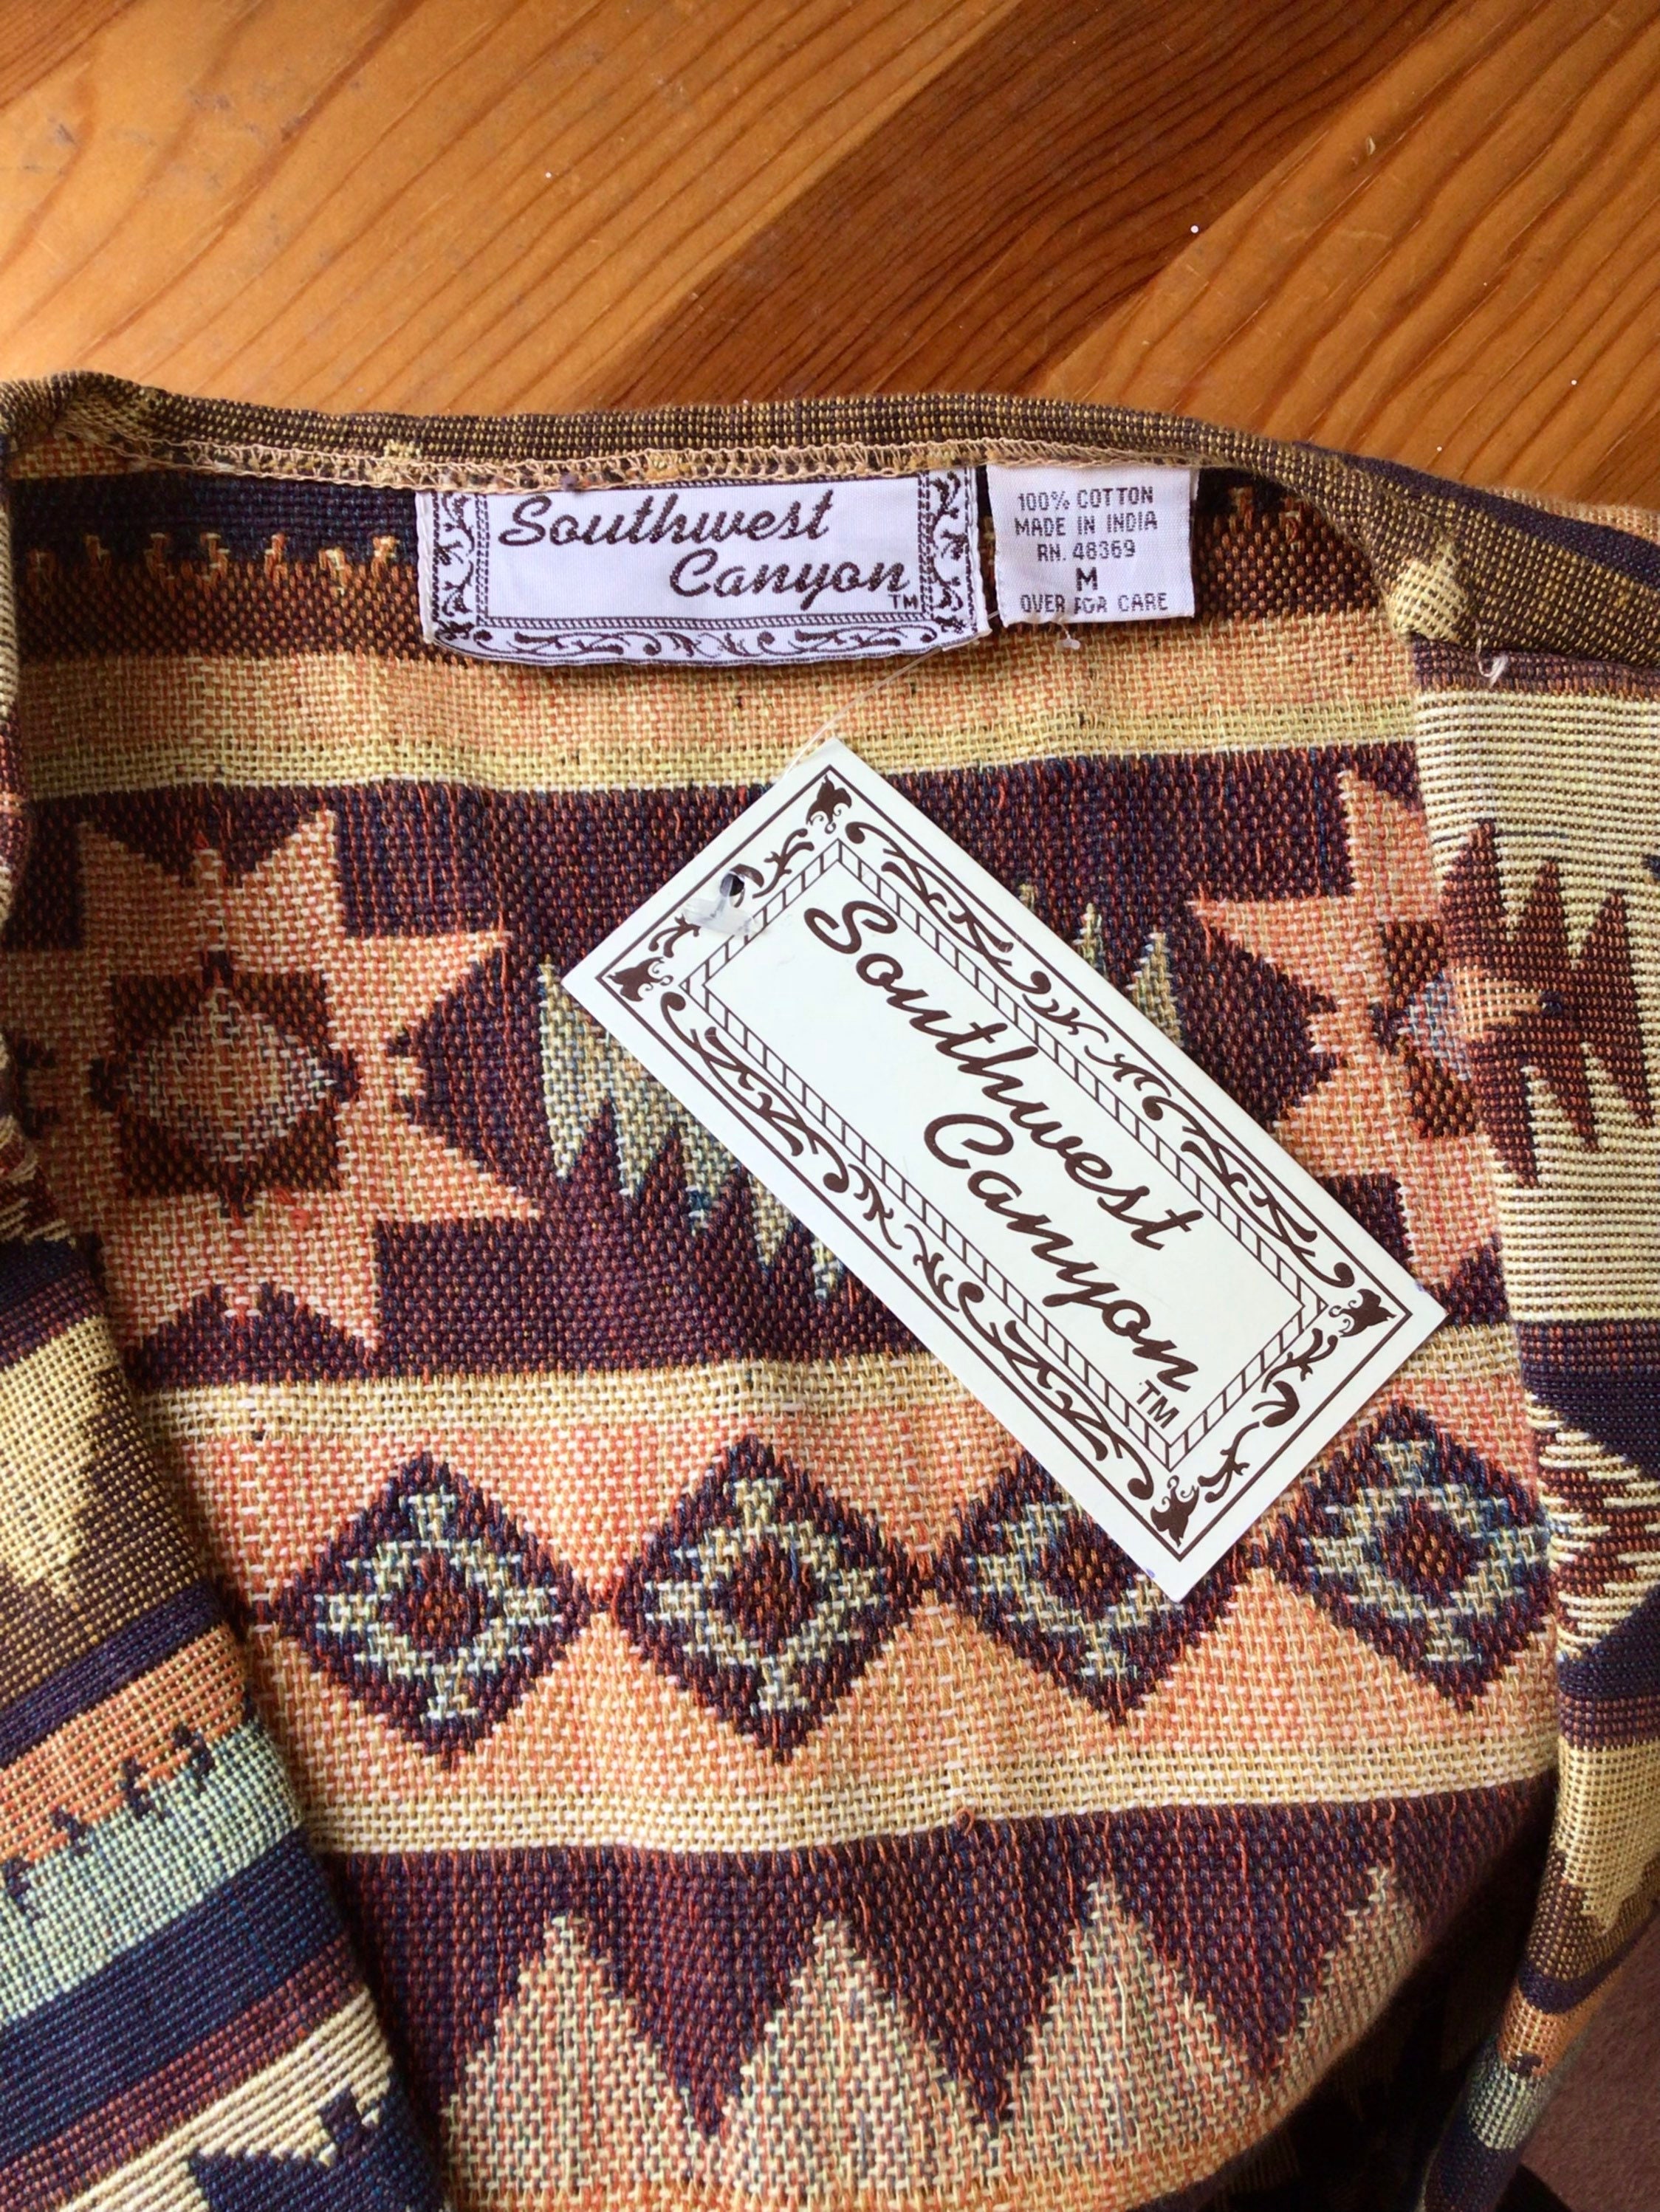 Southwest
Canyon
TM
100% COTTON
MADE IN INDIA
RN. 48369
M
OVER FOR CARE
Southwest
Canyon
TM